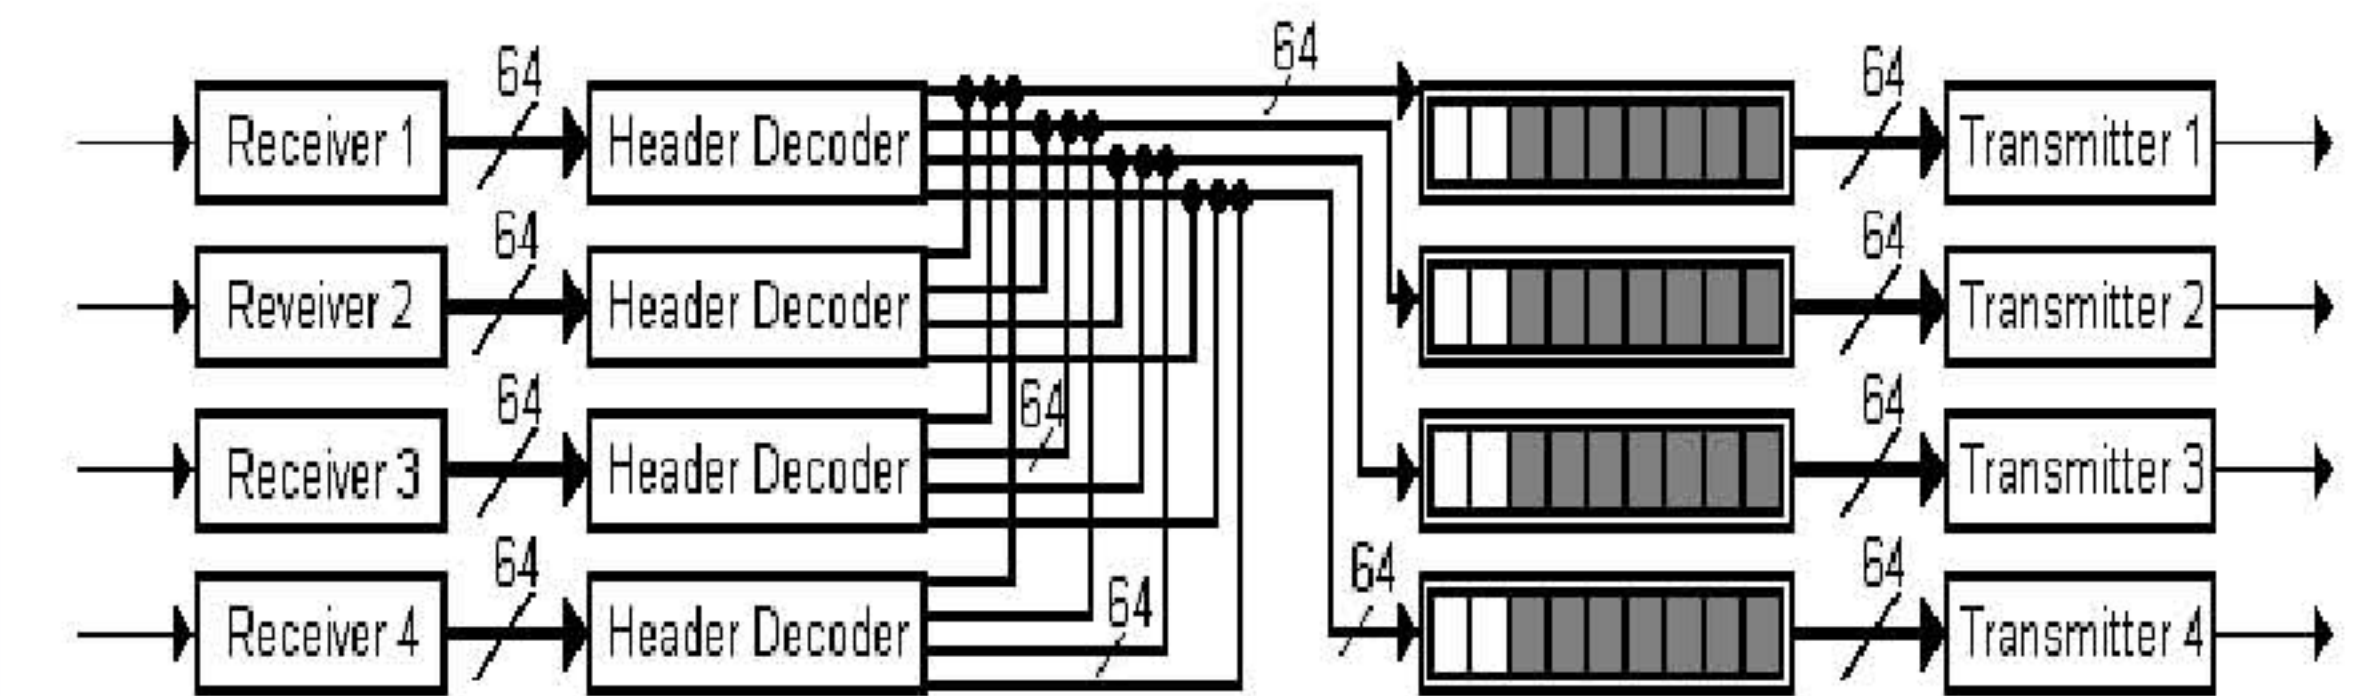 64 64 64
Receiver 1 Header Decoder Transmitter 1
64 64
Reveiver 2 Header Decoder Transmitter 2
64 64 64
Receiver 3 Header Decoder Transmitter 3
64 64 64 64
Receiver 4 Header Decoder Transmitter 4